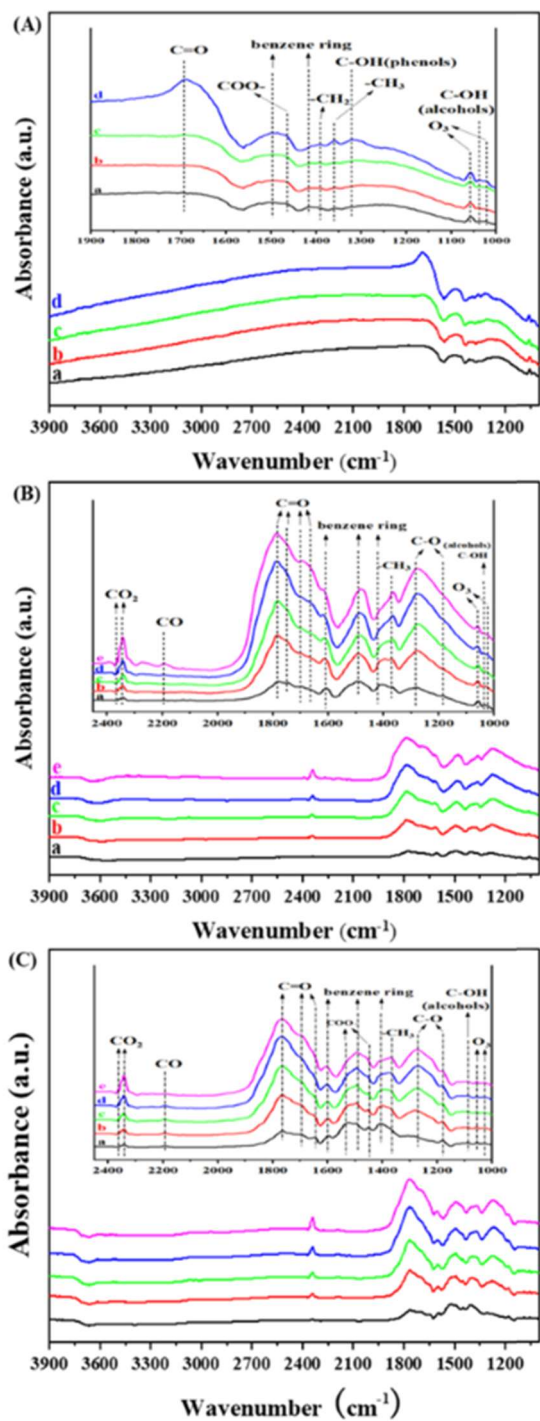 (A)
C=O
benzene ring
C-OH(phenols)
COO-
-CH₂
-CH₃
C-OH
(alcohols)
O₃
d
c
b
a
1900 1800 1700 1600 1500 1400 1300 1200 1100 1000
d
c
b
a
Absorbance (a.u.)
3900 3600 3300 3000 2700 2400 2100 1800 1500 1200
Wavenumber (cm⁻¹)
(B)
C=O
benzene ring
-CH₃
C-O
(alcohols)
C-OH
O₃
CO₂
CO
e
d
c
b
a
2400 2200 2000 1800 1600 1400 1200 1000
e
d
c
b
a
Absorbance (a.u.)
3900 3600 3300 3000 2700 2400 2100 1800 1500 1200
Wavenumber (cm⁻¹)
(C)
C=O
benzene ring
COO
-CH₃
C-O
C-OH
(alcohols)
O₃
CO₂
CO
e
d
c
b
a
2400 2200 2000 1800 1600 1400 1200 1000
Absorbance (a.u.)
3900 3600 3300 3000 2700 2400 2100 1800 1500 1200
Wavenumber (cm⁻¹)